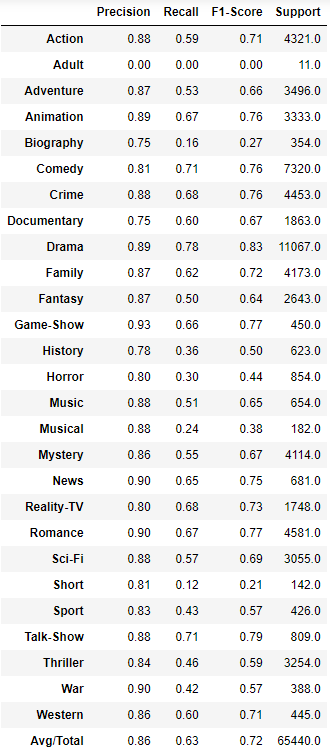 Precision Recall F1-Score Support
Action 0.88 0.59 0.71 4321.0
Adult 0.00 0.00 0.00 11.0
Adventure 0.87 0.53 0.66 3496.0
Animation 0.89 0.67 0.76 3333.0
Biography 0.75 0.16 0.27 354.0
Comedy 0.81 0.71 0.76 7320.0
Crime 0.88 0.68 0.76 4453.0
Documentary 0.75 0.60 0.67 1863.0
Drama 0.89 0.78 0.83 11067.0
Family 0.87 0.62 0.72 4173.0
Fantasy 0.87 0.50 0.64 2643.0
Game-Show 0.93 0.66 0.77 450.0
History 0.78 0.36 0.50 623.0
Horror 0.80 0.30 0.44 854.0
Music 0.88 0.51 0.65 654.0
Musical 0.88 0.24 0.38 182.0
Mystery 0.86 0.55 0.67 4114.0
News 0.90 0.65 0.75 681.0
Reality-TV 0.80 0.68 0.73 1748.0
Romance 0.90 0.67 0.77 4581.0
Sci-Fi 0.88 0.57 0.69 3055.0
Short 0.81 0.12 0.21 142.0
Sport 0.83 0.43 0.57 426.0
Talk-Show 0.88 0.71 0.79 809.0
Thriller 0.84 0.46 0.59 3254.0
War 0.90 0.42 0.57 388.0
Western 0.86 0.60 0.71 445.0
Avg/Total 0.86 0.63 0.72 65440.0